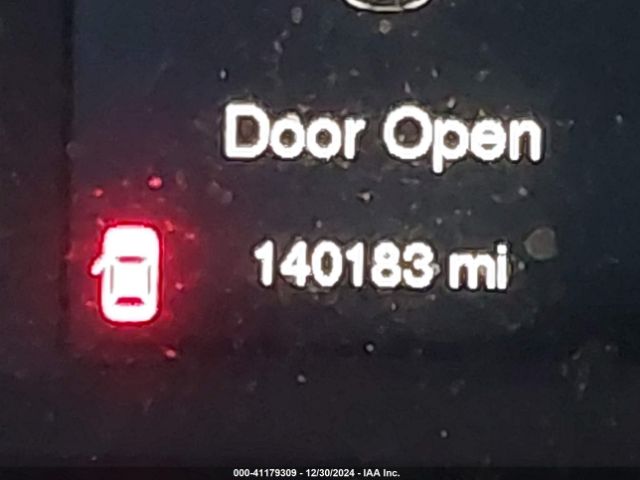 Door Open
140183 mi
000-41179309 - 12/30/2024 - IAA Inc.